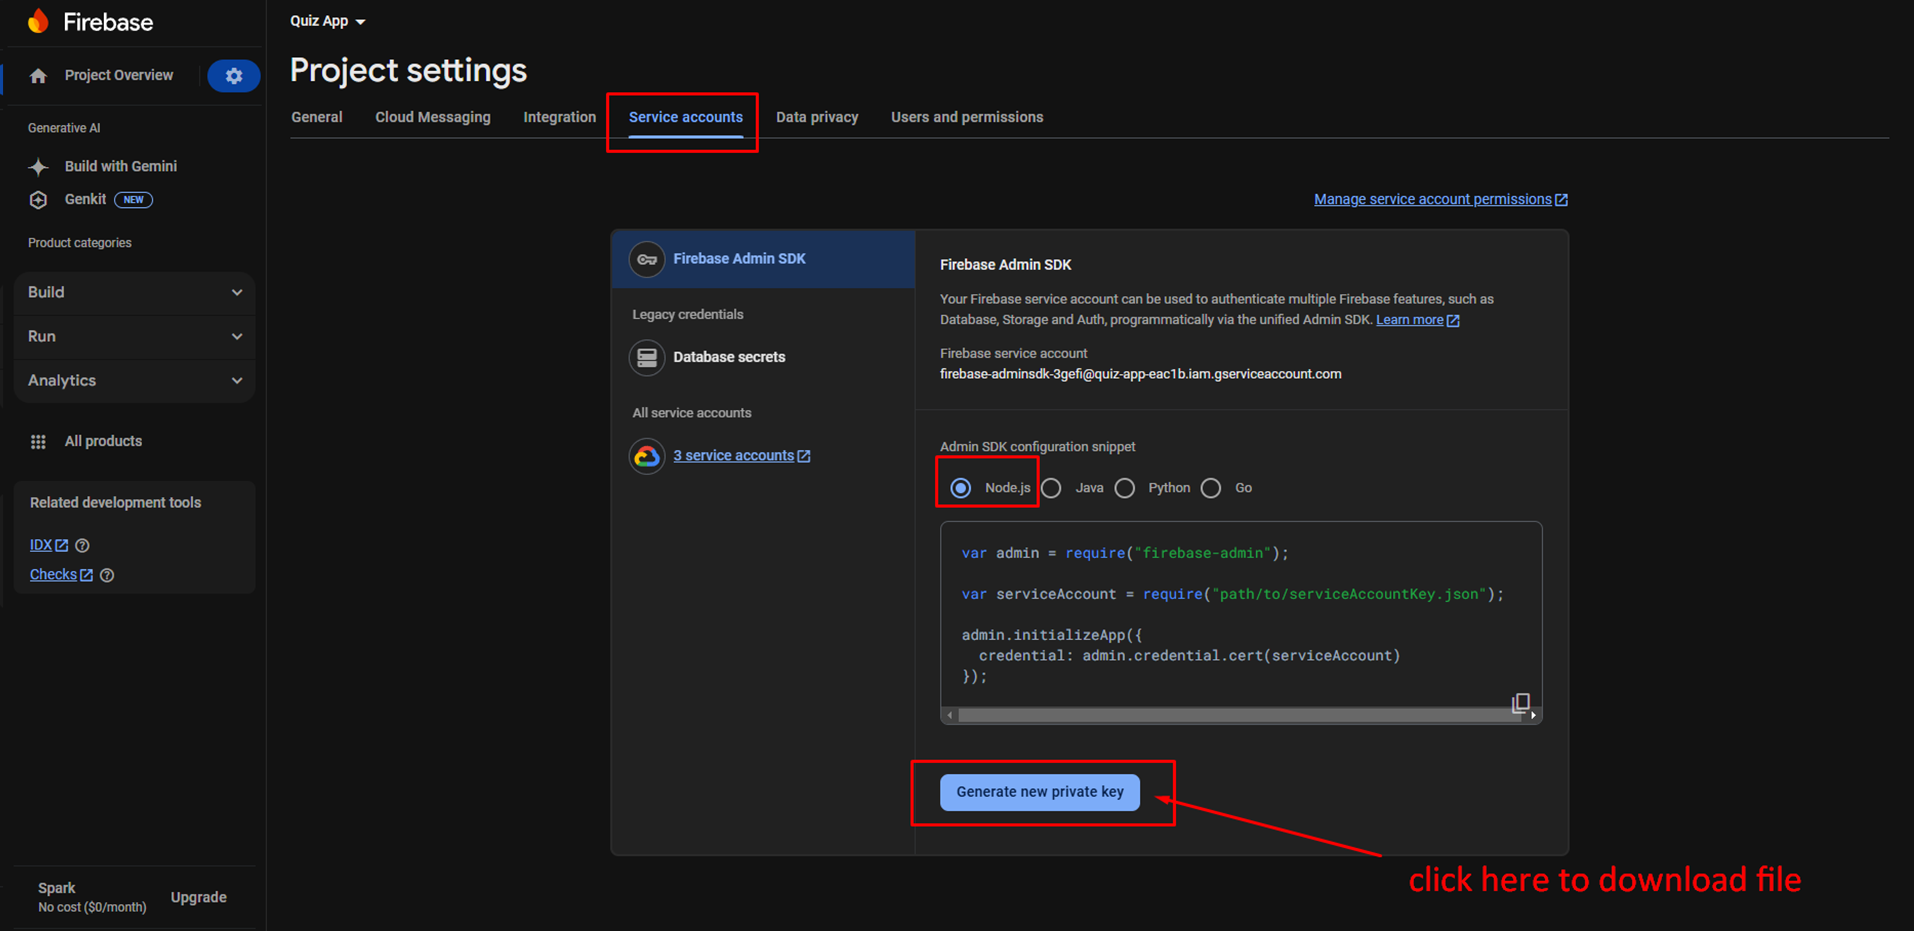 Firebase
Project Overview
Generative AI
Build with Gemini
Genkit NEW
Product categories
Build
Run
Analytics
All products
Related development tools
IDX
Checks
Spark
No cost ($0/month)
Upgrade
Quiz App
Project settings
General Cloud Messaging Integration Service accounts Data privacy Users and permissions
Manage service account permissions
Firebase Admin SDK
Legacy credentials
Database secrets
All service accounts
3 service accounts
Firebase Admin SDK
Your Firebase service account can be used to authenticate multiple Firebase features, such as
Database, Storage and Auth, programmatically via the unified Admin SDK. Learn more
Firebase service account
firebase-adminsdk-3gefi@quiz-app-eac1b.iam.gserviceaccount.com
Admin SDK configuration snippet
Node.js Java Python Go
var admin = require("firebase-admin");
var serviceAccount = require("path/to/serviceAccountKey.json");
admin.initializeApp({
credential: admin.credential.cert(serviceAccount)
});
Generate new private key
click here to download file